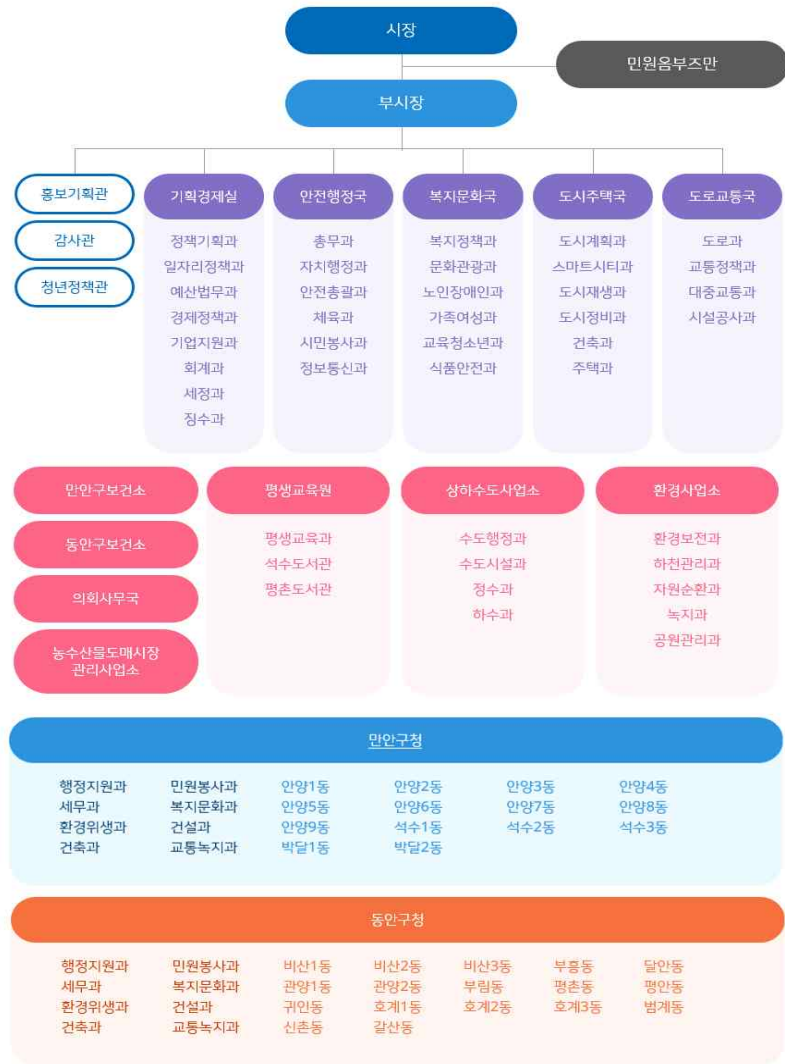 시장
민원옴부즈만
부시장
홍보기획관
감사관
청년정책관
기획경제실
정책기획과
일자리정책과
예산법무과
경제정책과
기업지원과
회계과
세정과
징수과
안전행정국
총무과
자치행정과
안전총괄과
체육과
시민봉사과
정보통신과
복지문화국
복지정책과
문화관광과
노인장애인과
가족여성과
교육청소년과
식품안전과
도시주택국
도시계획과
스마트시티과
도시재생과
도시정비과
건축과
주택과
도로교통국
도로과
교통정책과
대중교통과
시설공사과
만안구보건소
동안구보건소
의회사무국
농수산물도매시장
관리사업소
평생교육원
평생교육과
석수도서관
평촌도서관
상하수도사업소
수도행정과
수도시설과
정수과
하수과
환경사업소
환경보전과
하천관리과
자원순환과
녹지과
공원관리과
만안구청
행정지원과 민원봉사과 안양1동 안양2동 안양3동 안양4동
세무과 복지문화과 안양5동 안양6동 안양7동 안양8동
환경위생과 건설과 안양9동 석수1동 석수2동 석수3동
건축과 교통녹지과 박달1동 박달2동
동안구청
행정지원과 민원봉사과 비산1동 비산2동 비산3동 부흥동 달안동
세무과 복지문화과 관양1동 관양2동 부림동 평촌동 평안동
환경위생과 건설과 귀인동 호계1동 호계2동 호계3동 범계동
건축과 교통녹지과 신촌동 갈산동